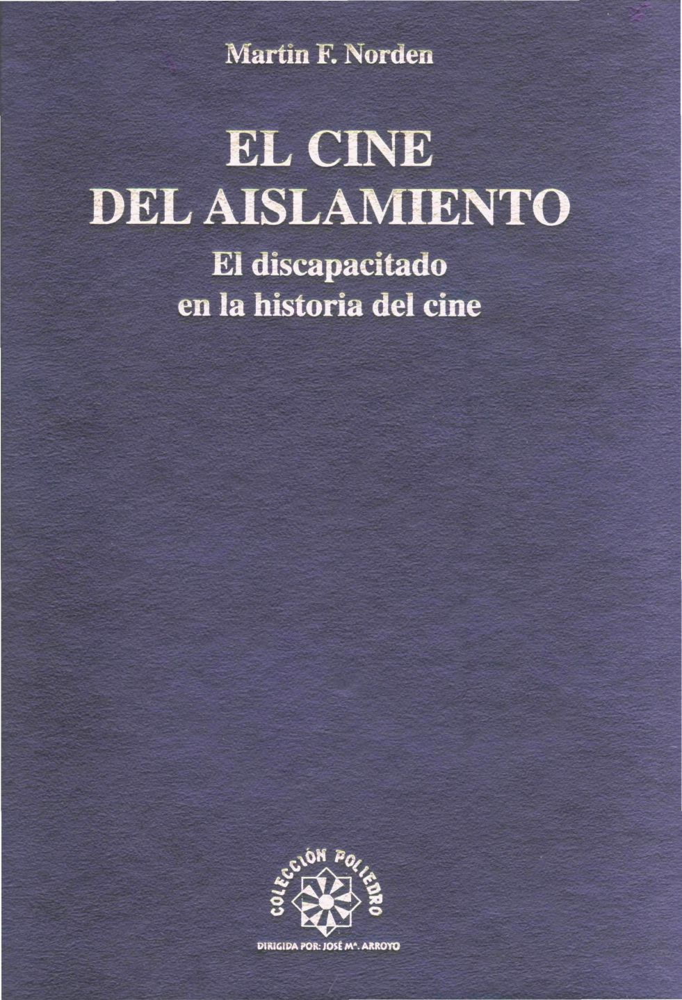 Martin F. Norden
EL CINE
DEL AISLAMIENTO
El discapacitado
en la historia del cine
COLECCIÓN POLIEDRO
DIRIGIDA POR: JOSÉ Mª. ARROYO